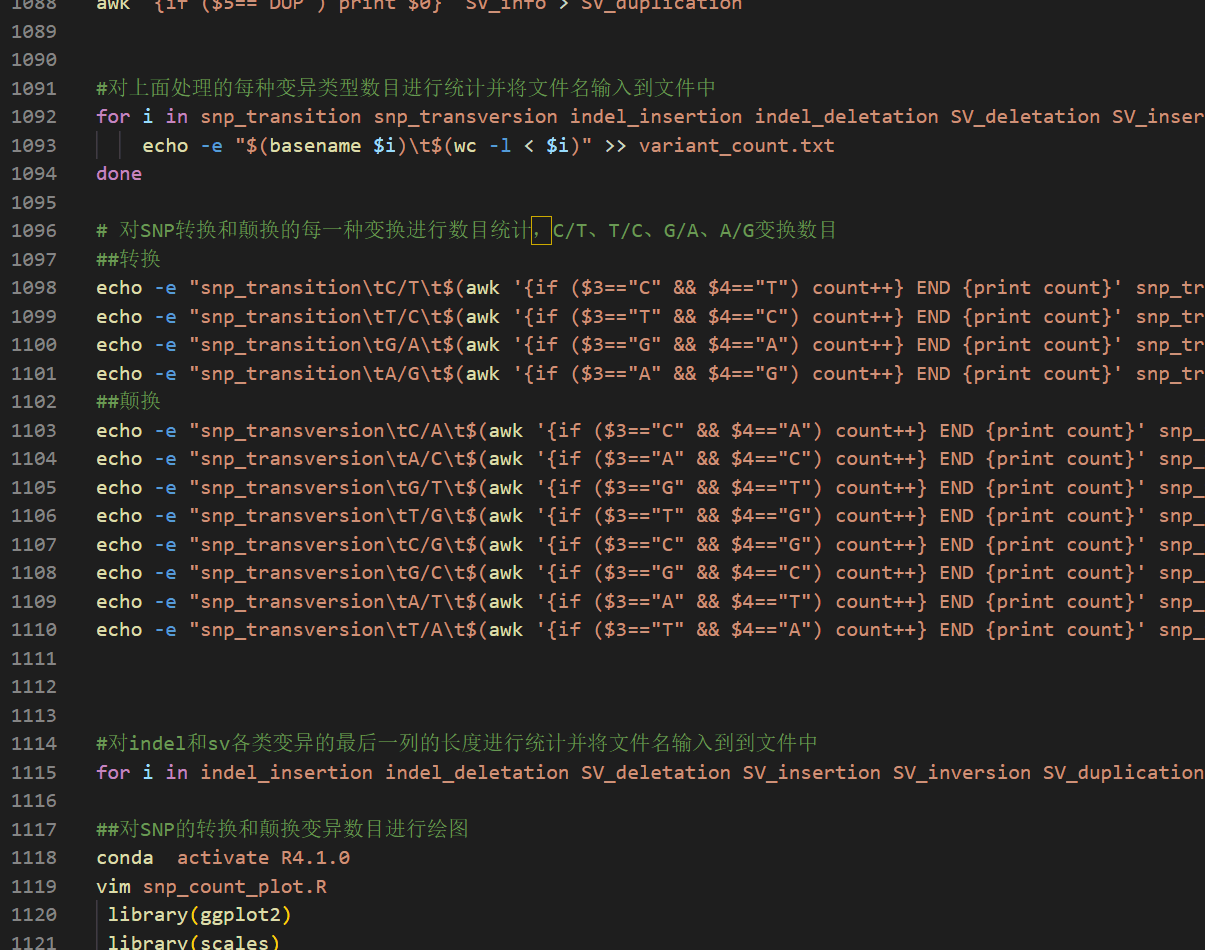 1088 awk '{if ($5=="DUP") print $0}' SV_info > SV_duplication
1089
1090
1091 #对上面处理的每种变异类型数目进行统计并将文件名输入到文件中
1092 for i in snp_transition snp_transversion indel_insertion indel_deletation SV_deletation SV_inser
1093 echo -e "$(basename $i)\t$(wc -l < $i)" >> variant_count.txt
1094 done
1095
1096 # 对SNP转换和颠换的每一种变换进行数目统计，C/T、T/C、G/A、A/G变换数目
1097 ##转换
1098 echo -e "snp_transition\tC/T\t$(awk '{if ($3=="C" && $4=="T") count++} END {print count}' snp_tr
1099 echo -e "snp_transition\tT/C\t$(awk '{if ($3=="T" && $4=="C") count++} END {print count}' snp_tr
1100 echo -e "snp_transition\tG/A\t$(awk '{if ($3=="G" && $4=="A") count++} END {print count}' snp_tr
1101 echo -e "snp_transition\tA/G\t$(awk '{if ($3=="A" && $4=="G") count++} END {print count}' snp_tr
1102 ##颠换
1103 echo -e "snp_transversion\tC/A\t$(awk '{if ($3=="C" && $4=="A") count++} END {print count}' snp_
1104 echo -e "snp_transversion\tA/C\t$(awk '{if ($3=="A" && $4=="C") count++} END {print count}' snp_
1105 echo -e "snp_transversion\tG/T\t$(awk '{if ($3=="G" && $4=="T") count++} END {print count}' snp_
1106 echo -e "snp_transversion\tT/G\t$(awk '{if ($3=="T" && $4=="G") count++} END {print count}' snp_
1107 echo -e "snp_transversion\tC/G\t$(awk '{if ($3=="C" && $4=="G") count++} END {print count}' snp_
1108 echo -e "snp_transversion\tG/C\t$(awk '{if ($3=="G" && $4=="C") count++} END {print count}' snp_
1109 echo -e "snp_transversion\tA/T\t$(awk '{if ($3=="A" && $4=="T") count++} END {print count}' snp_
1110 echo -e "snp_transversion\tT/A\t$(awk '{if ($3=="T" && $4=="A") count++} END {print count}' snp_
1111
1112
1113
1114 #对indel和sv各类变异的最后一列的长度进行统计并将文件名输入到到文件中
1115 for i in indel_insertion indel_deletation SV_deletation SV_insertion SV_inversion SV_duplication
1116
1117 ##对SNP的转换和颠换变异数目进行绘图
1118 conda  activate R4.1.0
1119 vim snp_count_plot.R
1120 library(ggplot2)
1121 library(scales)